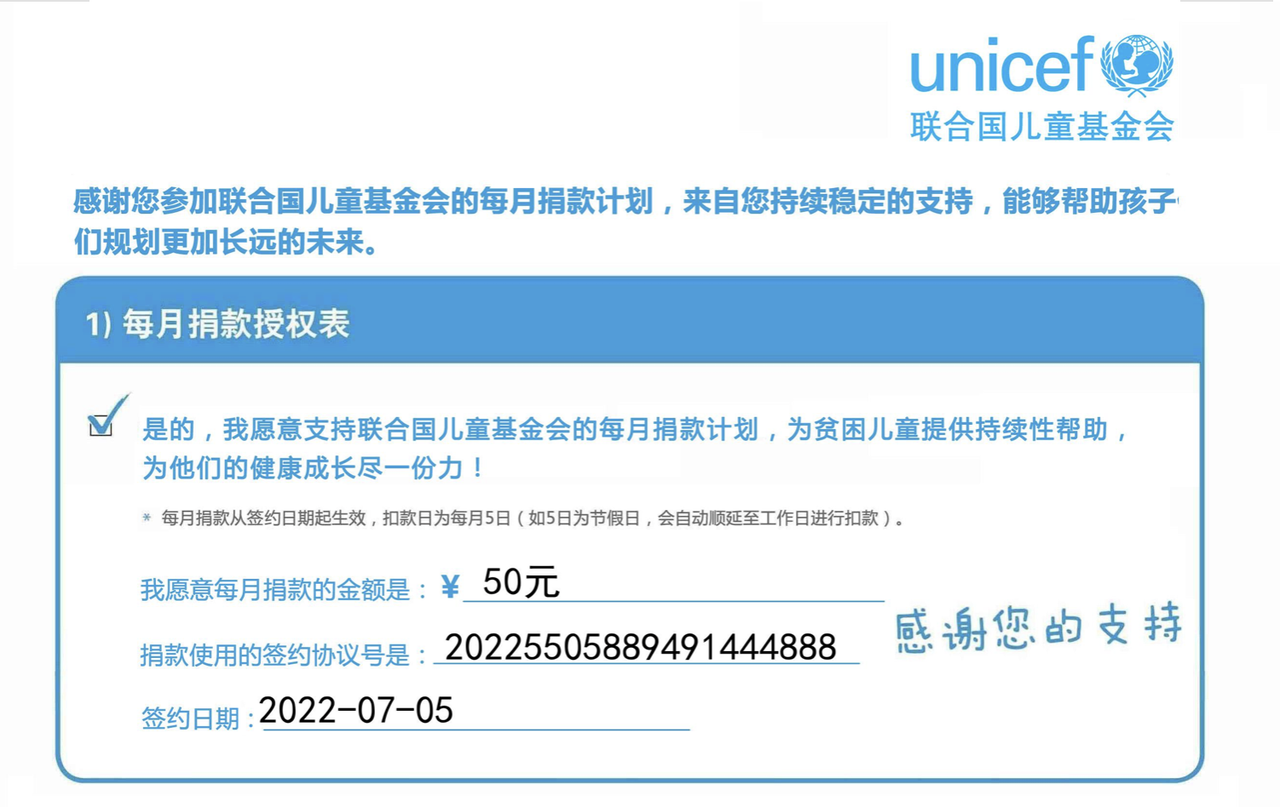 unicef
联合国儿童基金会
感谢您参加联合国儿童基金会的每月捐款计划，来自您持续稳定的支持，能够帮助孩子
们规划更加长远的未来。
1) 每月捐款授权表
是的，我愿意支持联合国儿童基金会的每月捐款计划，为贫困儿童提供持续性帮助，
为他们的健康成长尽一份力！
* 每月捐款从签约日期起生效，扣款日为每月5日（如5日为节假日，会自动顺延至工作日进行扣款）。
我愿意每月捐款的金额是：¥ 50元
捐款使用的签约协议号是：20225505889491444888
感谢您的支持
签约日期：2022-07-05